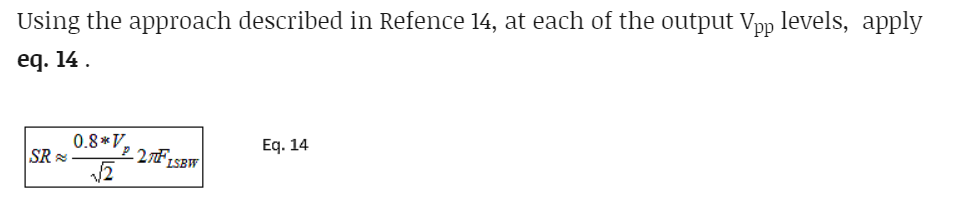 Using the approach described in Refence 14, at each of the output Vpp levels, apply
eq. 14 .
SR ≈ 0.8*Vp / √2 2πFLSBW
Eq. 14